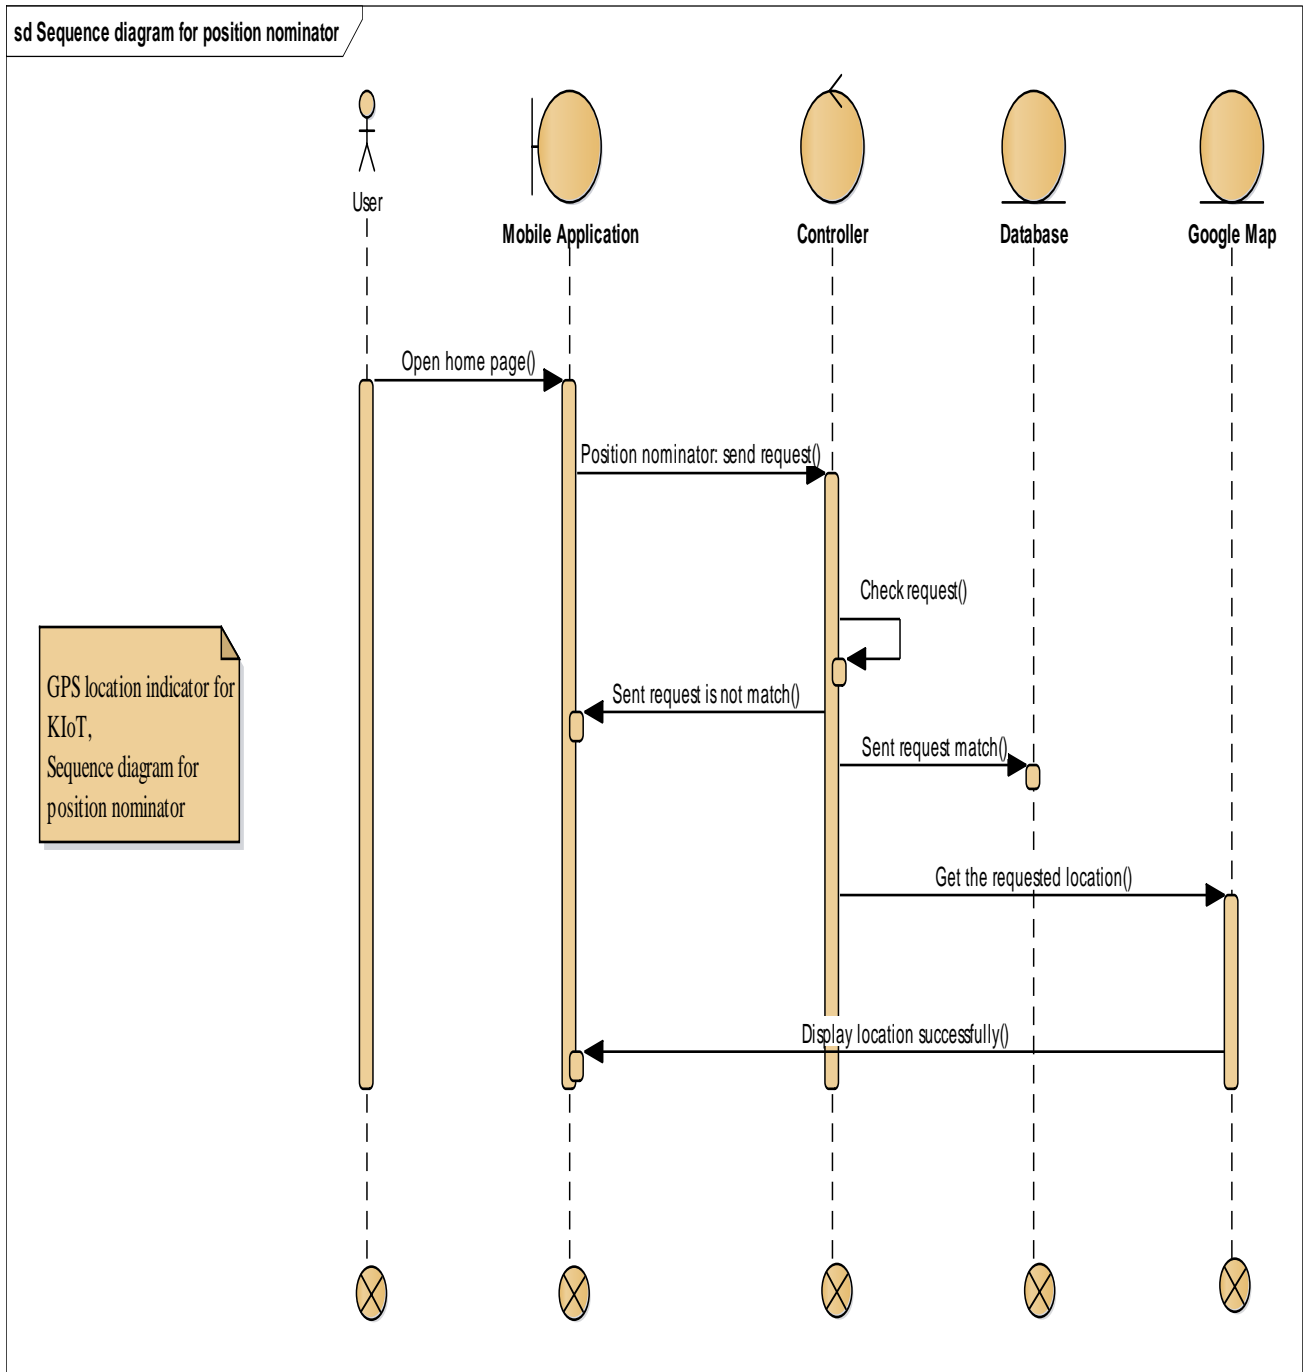 sd Sequence diagram for position nominator
User
Mobile Application
Controller
Database
Google Map
Open home page()
Position nominator: send request()
Check request()
Sent request is not match()
Sent request match()
Get the requested location()
Display location successfully()
GPS location indicator for
KIoT,
Sequence diagram for
position nominator